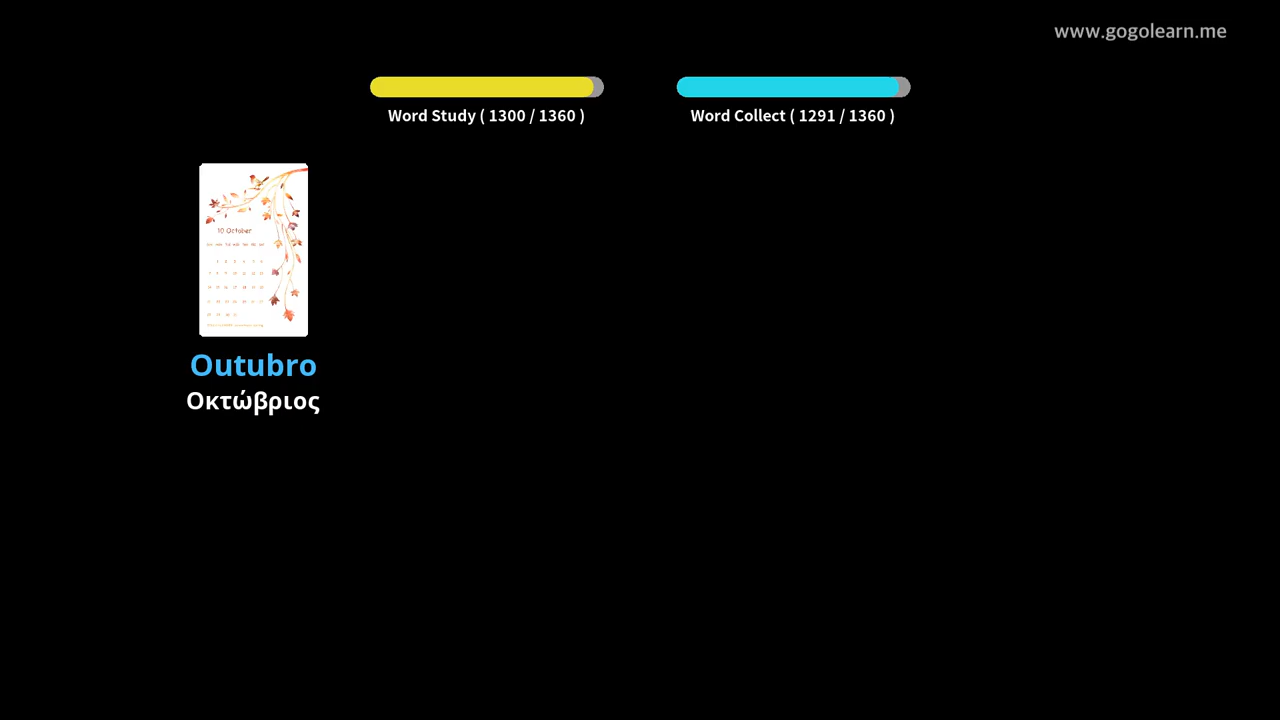 www.gogolearn.me
Word Study ( 1300 / 1360 )
Word Collect ( 1291 / 1360 )
10 October
Outubro
Οκτώβριος